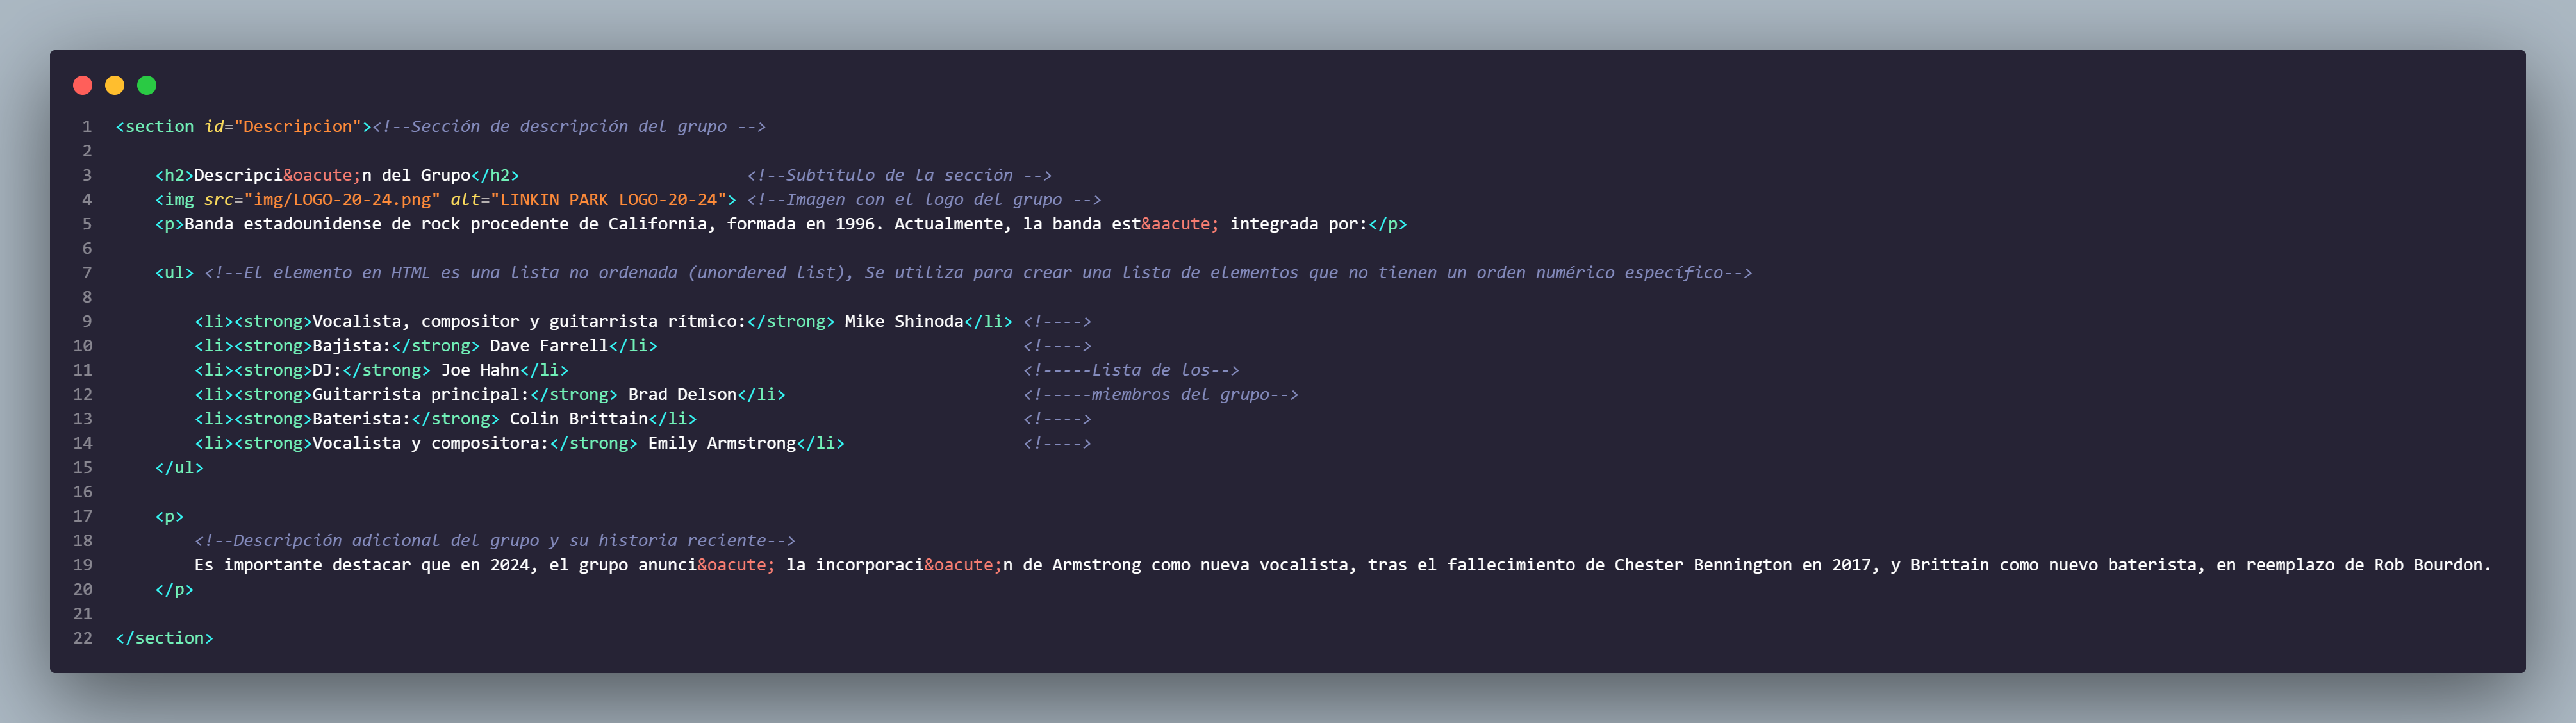 1 <section id="Descripcion"><!--Sección de descripción del grupo -->
2
3     <h2>Descripci&oacute;n del Grupo</h2>                       <!--Subtítulo de la sección -->
4     <img src="img/LOGO-20-24.png" alt="LINKIN PARK LOGO-20-24"> <!--Imagen con el logo del grupo -->
5     <p>Banda estadounidense de rock procedente de California, formada en 1996. Actualmente, la banda est&aacute; integrada por:</p>
6
7     <ul> <!--El elemento en HTML es una lista no ordenada (unordered list), Se utiliza para crear una lista de elementos que no tienen un orden numérico específico-->
8
9         <li><strong>Vocalista, compositor y guitarrista rítmico:</strong> Mike Shinoda</li> <!---->
10         <li><strong>Bajista:</strong> Dave Farrell</li>                                     <!---->
11         <li><strong>DJ:</strong> Joe Hahn</li>                                              <!-----Lista de los-->
12         <li><strong>Guitarrista principal:</strong> Brad Delson</li>                        <!-----miembros del grupo-->
13         <li><strong>Baterista:</strong> Colin Brittain</li>                                 <!---->
14         <li><strong>Vocalista y compositora:</strong> Emily Armstrong</li>                  <!---->
15     </ul>
16
17     <p>
18         <!--Descripción adicional del grupo y su historia reciente-->
19         Es importante destacar que en 2024, el grupo anunci&oacute; la incorporaci&oacute;n de Armstrong como nueva vocalista, tras el fallecimiento de Chester Bennington en 2017, y Brittain como nuevo baterista, en reemplazo de Rob Bourdon.
20     </p>
21
22 </section>